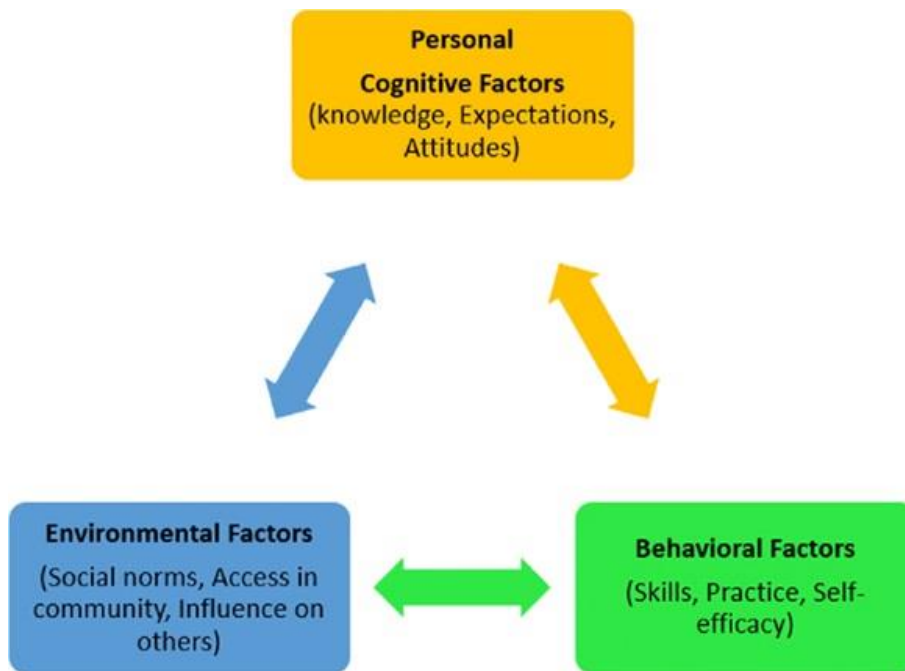 Personal
Cognitive Factors
(knowledge, Expectations,
Attitudes)
Environmental Factors
(Social norms, Access in
community, Influence on
others)
Behavioral Factors
(Skills, Practice, Self-
efficacy)